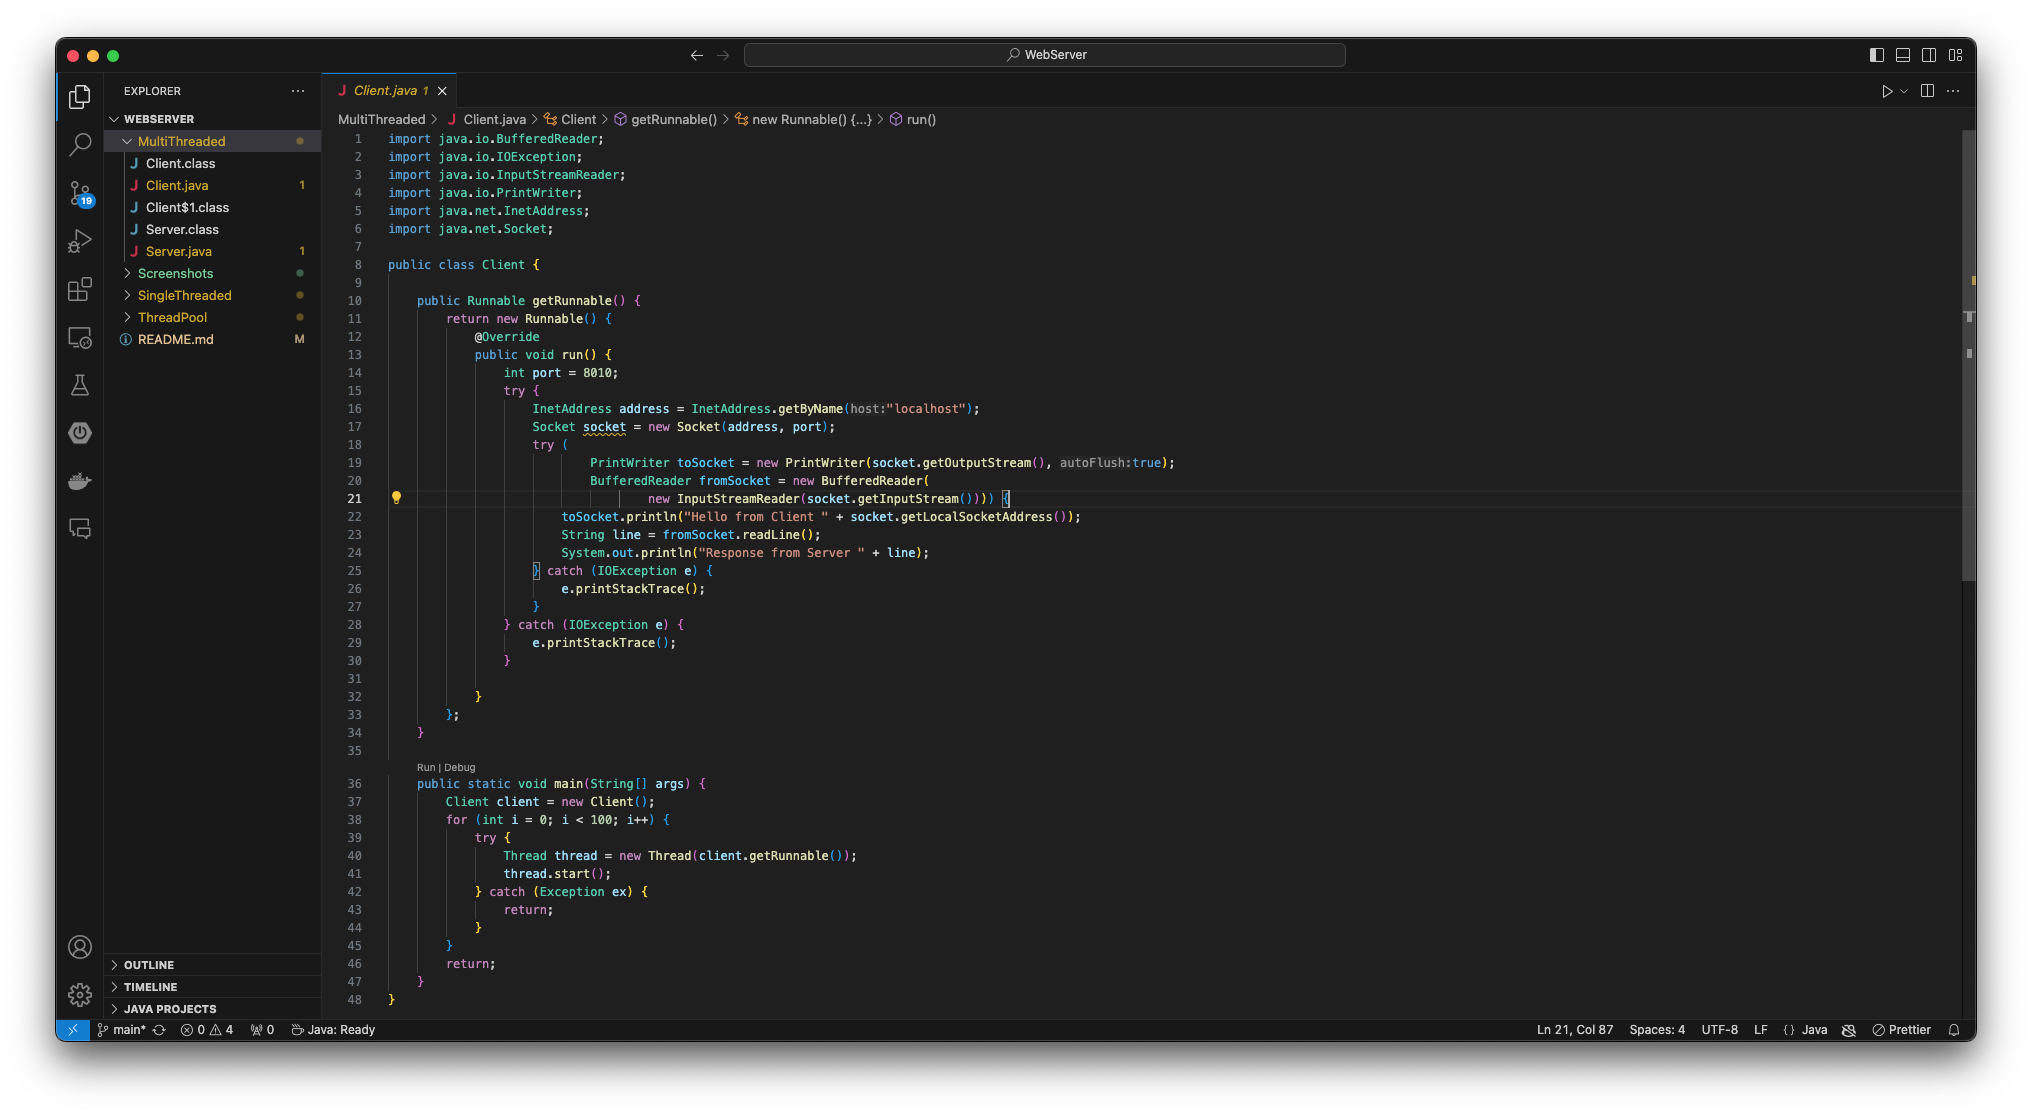 WebServer
EXPLORER
WEBSERVER
MultiThreaded
Client.class
Client.java 1
Client$1.class
Server.class
Server.java 1
Screenshots
SingleThreaded
ThreadPool
README.md M
19
OUTLINE
TIMELINE
JAVA PROJECTS
Client.java 1
MultiThreaded > Client.java > Client > getRunnable() > new Runnable() {...} > run()
1 import java.io.BufferedReader;
2 import java.io.IOException;
3 import java.io.InputStreamReader;
4 import java.io.PrintWriter;
5 import java.net.InetAddress;
6 import java.net.Socket;
7
8 public class Client {
9
10 public Runnable getRunnable() {
11 return new Runnable() {
12 @Override
13 public void run() {
14 int port = 8010;
15 try {
16 InetAddress address = InetAddress.getByName(host:"localhost");
17 Socket socket = new Socket(address, port);
18 try (
19 PrintWriter toSocket = new PrintWriter(socket.getOutputStream(), autoFlush:true);
20 BufferedReader fromSocket = new BufferedReader(
21 new InputStreamReader(socket.getInputStream()))) {
22 toSocket.println("Hello from Client " + socket.getLocalSocketAddress());
23 String line = fromSocket.readLine();
24 System.out.println("Response from Server " + line);
25 } catch (IOException e) {
26 e.printStackTrace();
27 }
28 } catch (IOException e) {
29 e.printStackTrace();
30 }
31
32 }
33 };
34 }
35
Run | Debug
36 public static void main(String[] args) {
37 Client client = new Client();
38 for (int i = 0; i < 100; i++) {
39 try {
40 Thread thread = new Thread(client.getRunnable());
41 thread.start();
42 } catch (Exception ex) {
43 return;
44 }
45 }
46 return;
47 }
48 }
main* 0 4 0 Java: Ready
Ln 21, Col 87 Spaces: 4 UTF-8 LF {} Java Prettier